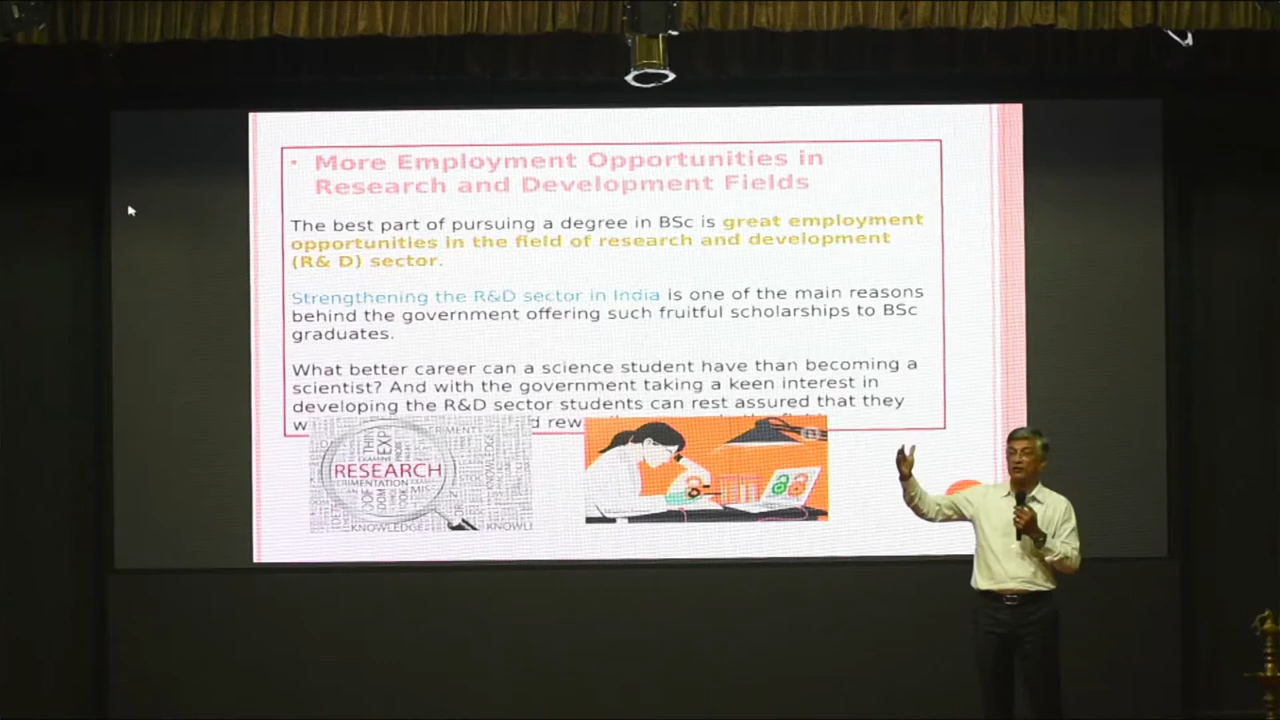 • More Employment Opportunities in
Research and Development Fields
The best part of pursuing a degree in BSc is great employment
opportunities in the field of research and development
(R& D) sector.
Strengthening the R&D sector in India is one of the main reasons
behind the government offering such fruitful scholarships to BSc
graduates.
What better career can a science student have than becoming a
scientist? And with the government taking a keen interest in
developing the R&D sector students can rest assured that they
RESEARCH
KNOWLEDGE